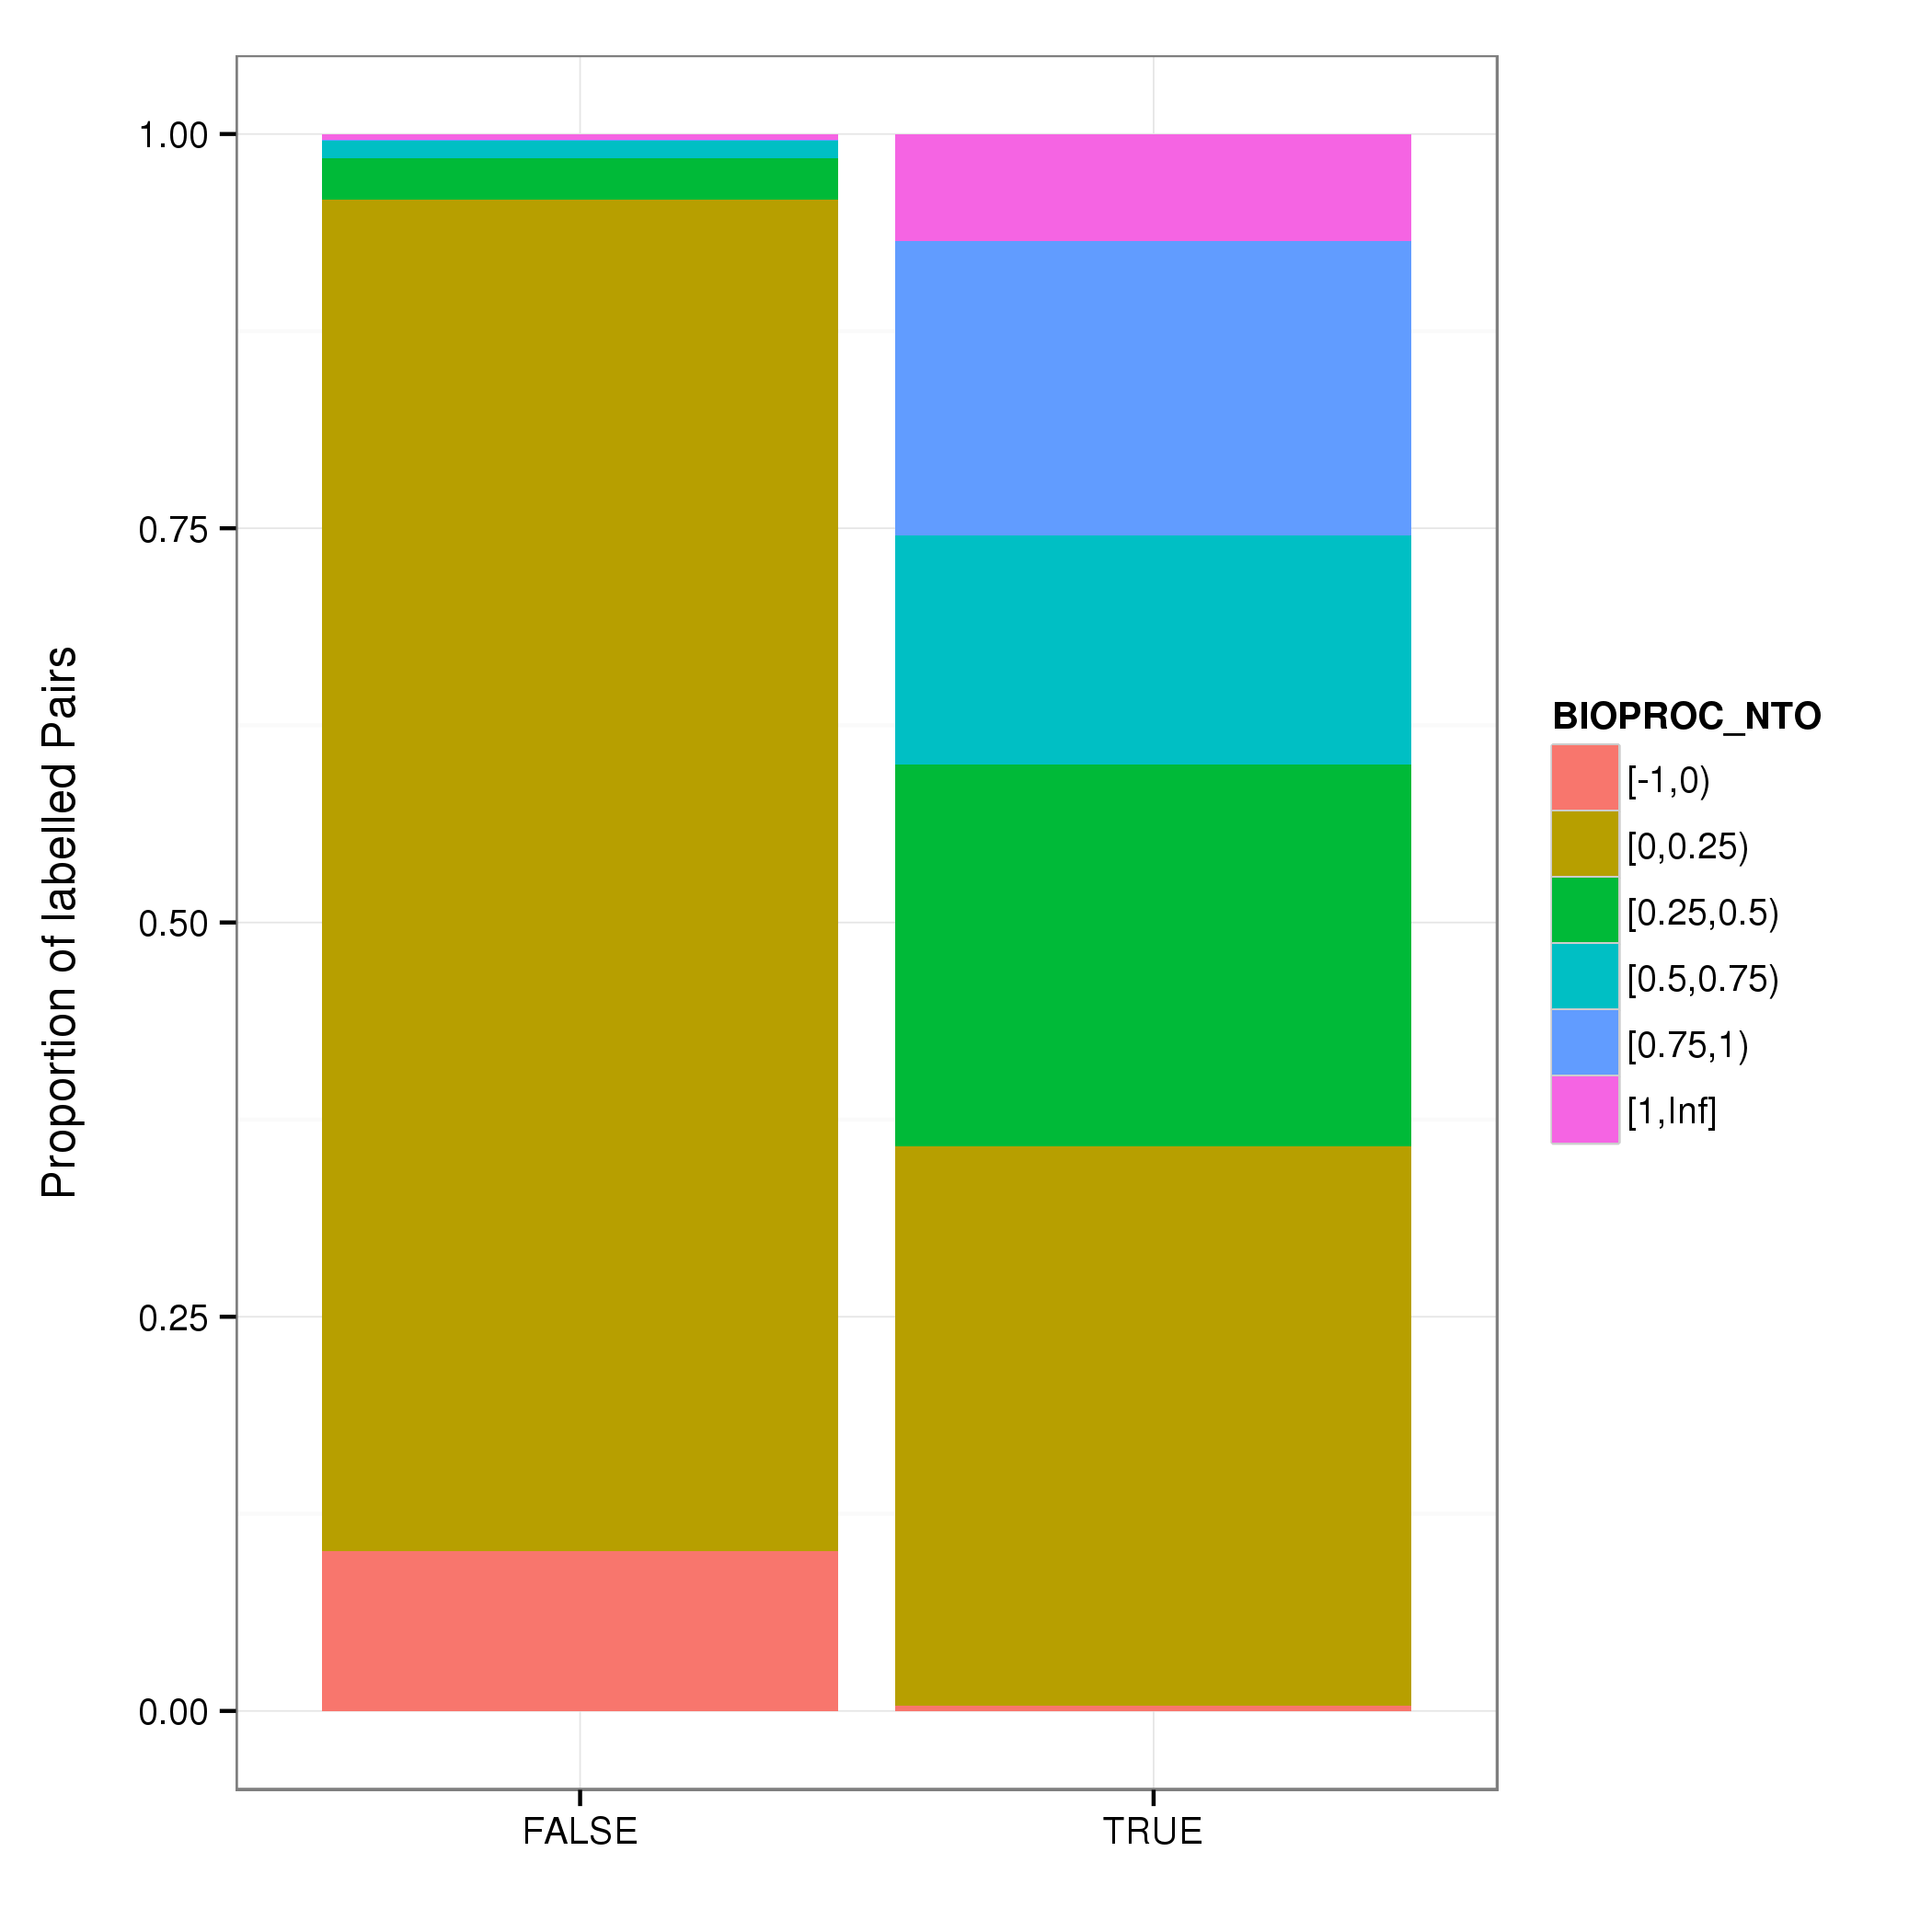 Proportion of labelled Pairs
1.00
0.75
0.50
0.25
0.00
FALSE
TRUE
BIOPROC_NTO
[-1,0)
[0,0.25)
[0.25,0.5)
[0.5,0.75)
[0.75,1)
[1,Inf]